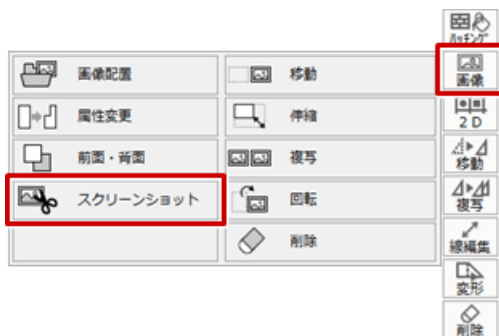 ハッチング
画像
画像配置
移動
属性変更
伸縮
前面・背面
複写
スクリーンショット
回転
削除
2D
移動
複写
線編集
変形
削除